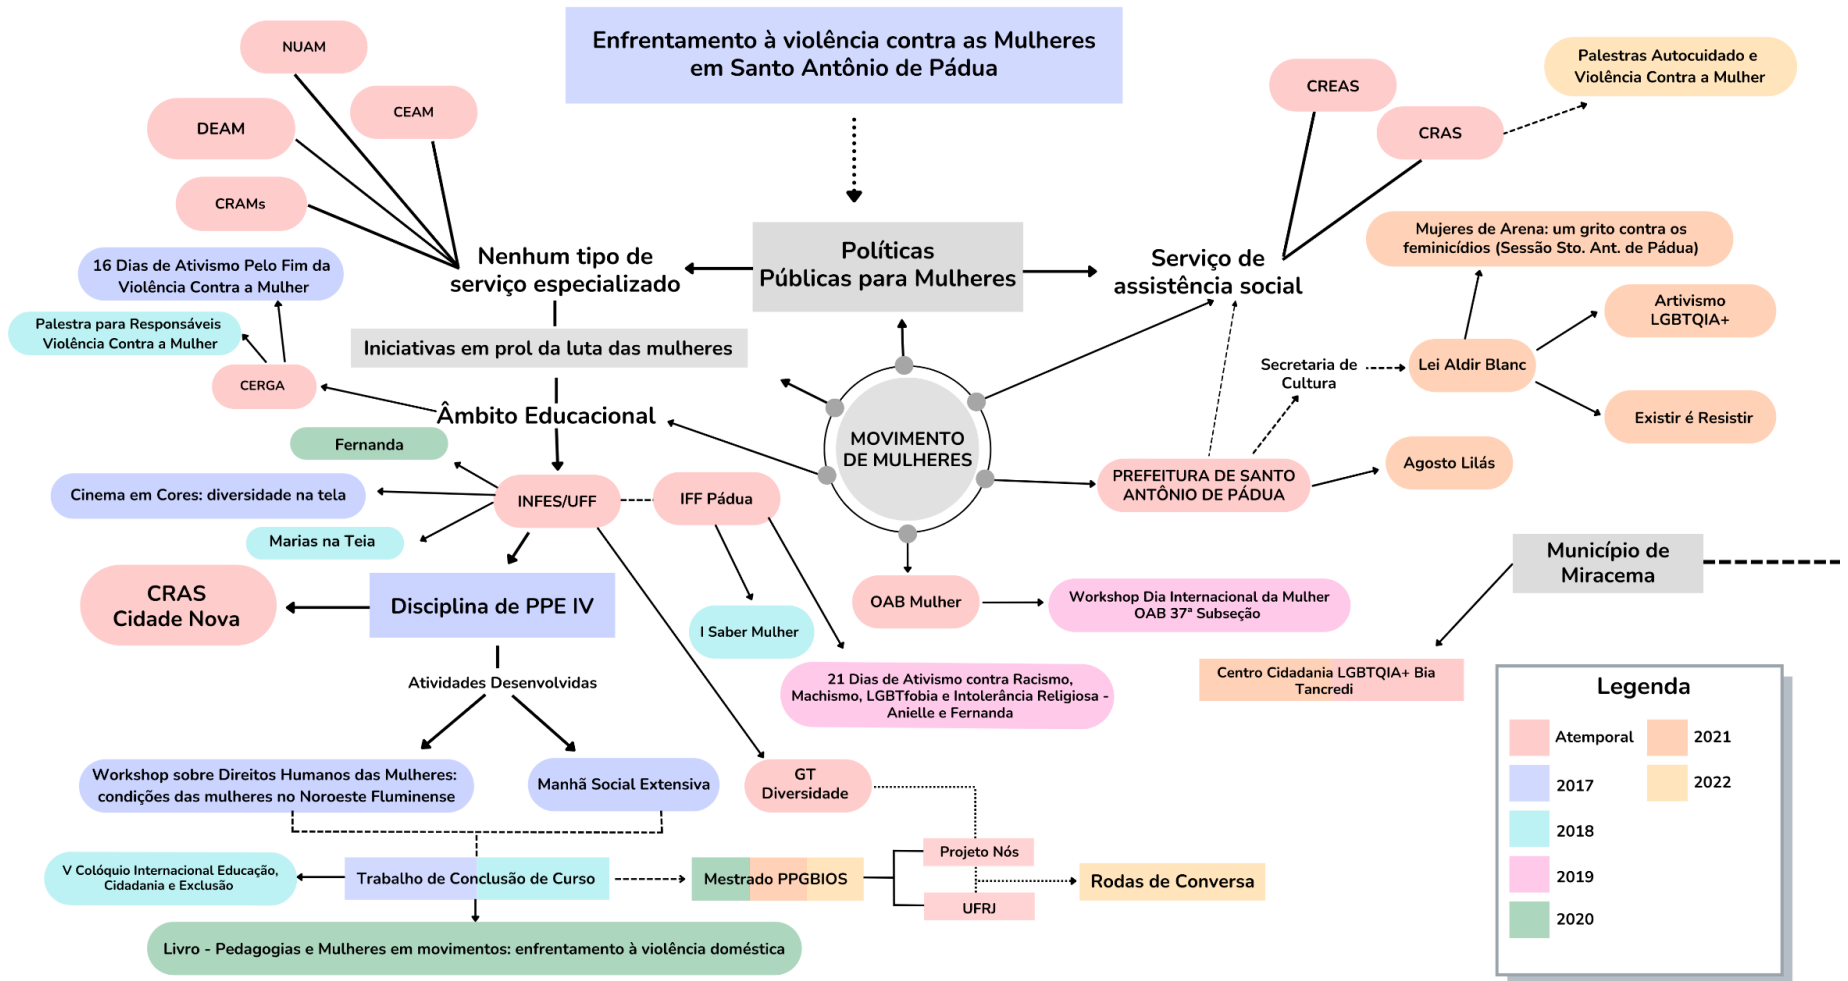 Enfrentamento à violência contra as Mulheres
em Santo Antônio de Pádua
NUAM
CEAM
DEAM
CRAMs
CREAS
CRAS
Palestras Autocuidado e
Violência Contra a Mulher
Políticas
Públicas para Mulheres
Nenhum tipo de
serviço especializado
Serviço de
assistência social
Mujeres de Arena: um grito contra os
feminicídios (Sessão Sto. Ant. de Pádua)
16 Dias de Ativismo Pelo Fim da
Violência Contra a Mulher
Palestra para Responsáveis
Violência Contra a Mulher
Iniciativas em prol da luta das mulheres
CERGA
Âmbito Educacional
Artivismo
LGBTQIA+
Secretaria de
Cultura
Lei Aldir Blanc
Existir é Resistir
MOVIMENTO
DE MULHERES
Fernanda
Cinema em Cores: diversidade na tela
Marias na Teia
INFES/UFF
IFF Pádua
PREFEITURA DE SANTO
ANTÔNIO DE PÁDUA
Agosto Lilás
CRAS
Cidade Nova
Disciplina de PPE IV
I Saber Mulher
OAB Mulher
Workshop Dia Internacional da Mulher
OAB 37ª Subseção
Município de
Miracema
Centro Cidadania LGBTQIA+ Bia
Tancredi
21 Dias de Ativismo contra Racismo,
Machismo, LGBTfobia e Intolerância Religiosa -
Anielle e Fernanda
Atividades Desenvolvidas
Workshop sobre Direitos Humanos das Mulheres:
condições das mulheres no Noroeste Fluminense
Manhã Social Extensiva
GT
Diversidade
V Colóquio Internacional Educação,
Cidadania e Exclusão
Trabalho de Conclusão de Curso
Mestrado PPGBIOS
Projeto Nós
UFRJ
Rodas de Conversa
Livro - Pedagogias e Mulheres em movimentos: enfrentamento à violência doméstica
Legenda
Atemporal
2017
2018
2019
2020
2021
2022